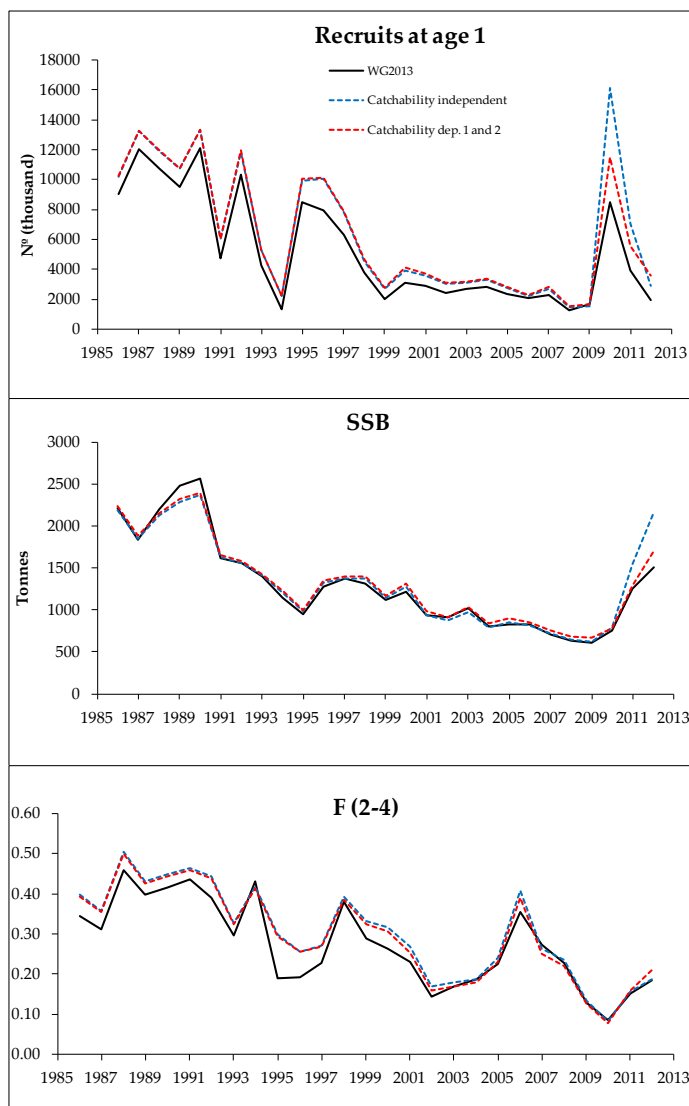 Recruits at age 1
18000
16000
14000
12000
10000
8000
6000
4000
2000
0
Nº (thousand)
WG2013
Catchability independent
Catchability dep. 1 and 2
1985 1987 1989 1991 1993 1995 1997 1999 2001 2003 2005 2007 2009 2011 2013
SSB
3000
2500
2000
1500
1000
500
0
Tonnes
1985 1987 1989 1991 1993 1995 1997 1999 2001 2003 2005 2007 2009 2011 2013
F (2-4)
0.60
0.50
0.40
0.30
0.20
0.10
0.00
1985 1987 1989 1991 1993 1995 1997 1999 2001 2003 2005 2007 2009 2011 2013